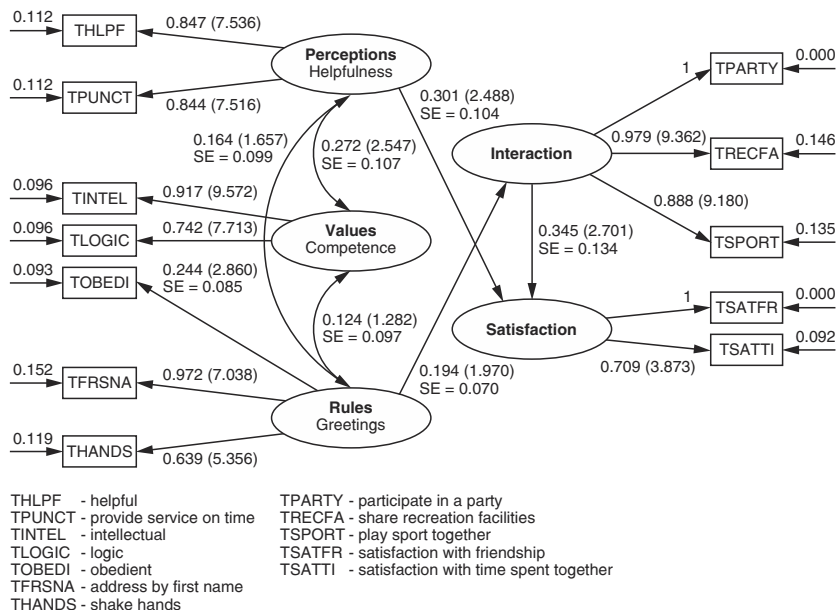 0.112
THLPF
0.847 (7.536)
Perceptions
Helpfulness
0.112
TPUNCT
0.844 (7.516)
0.301 (2.488)
SE = 0.104
1
TPARTY
0.000
0.164 (1.657)
SE = 0.099
0.272 (2.547)
SE = 0.107
Interaction
0.979 (9.362)
TRECFA
0.146
0.096
TINTEL
0.917 (9.572)
0.888 (9.180)
0.096
TLOGIC
0.742 (7.713)
Values
Competence
0.345 (2.701)
SE = 0.134
TSPORT
0.135
0.093
TOBEDI
0.244 (2.860)
SE = 0.085
1
TSATFR
0.000
0.124 (1.282)
SE = 0.097
Satisfaction
0.709 (3.873)
TSATTI
0.092
0.152
TFRSNA
0.972 (7.038)
0.194 (1.970)
SE = 0.070
Rules
Greetings
0.119
THANDS
0.639 (5.356)
THLPF - helpful
TPUNCT - provide service on time
TINTEL - intellectual
TLOGIC - logic
TOBEDI - obedient
TFRSNA - address by first name
THANDS - shake hands
TPARTY - participate in a party
TRECFA - share recreation facilities
TSPORT - play sport together
TSATFR - satisfaction with friendship
TSATTI - satisfaction with time spent together